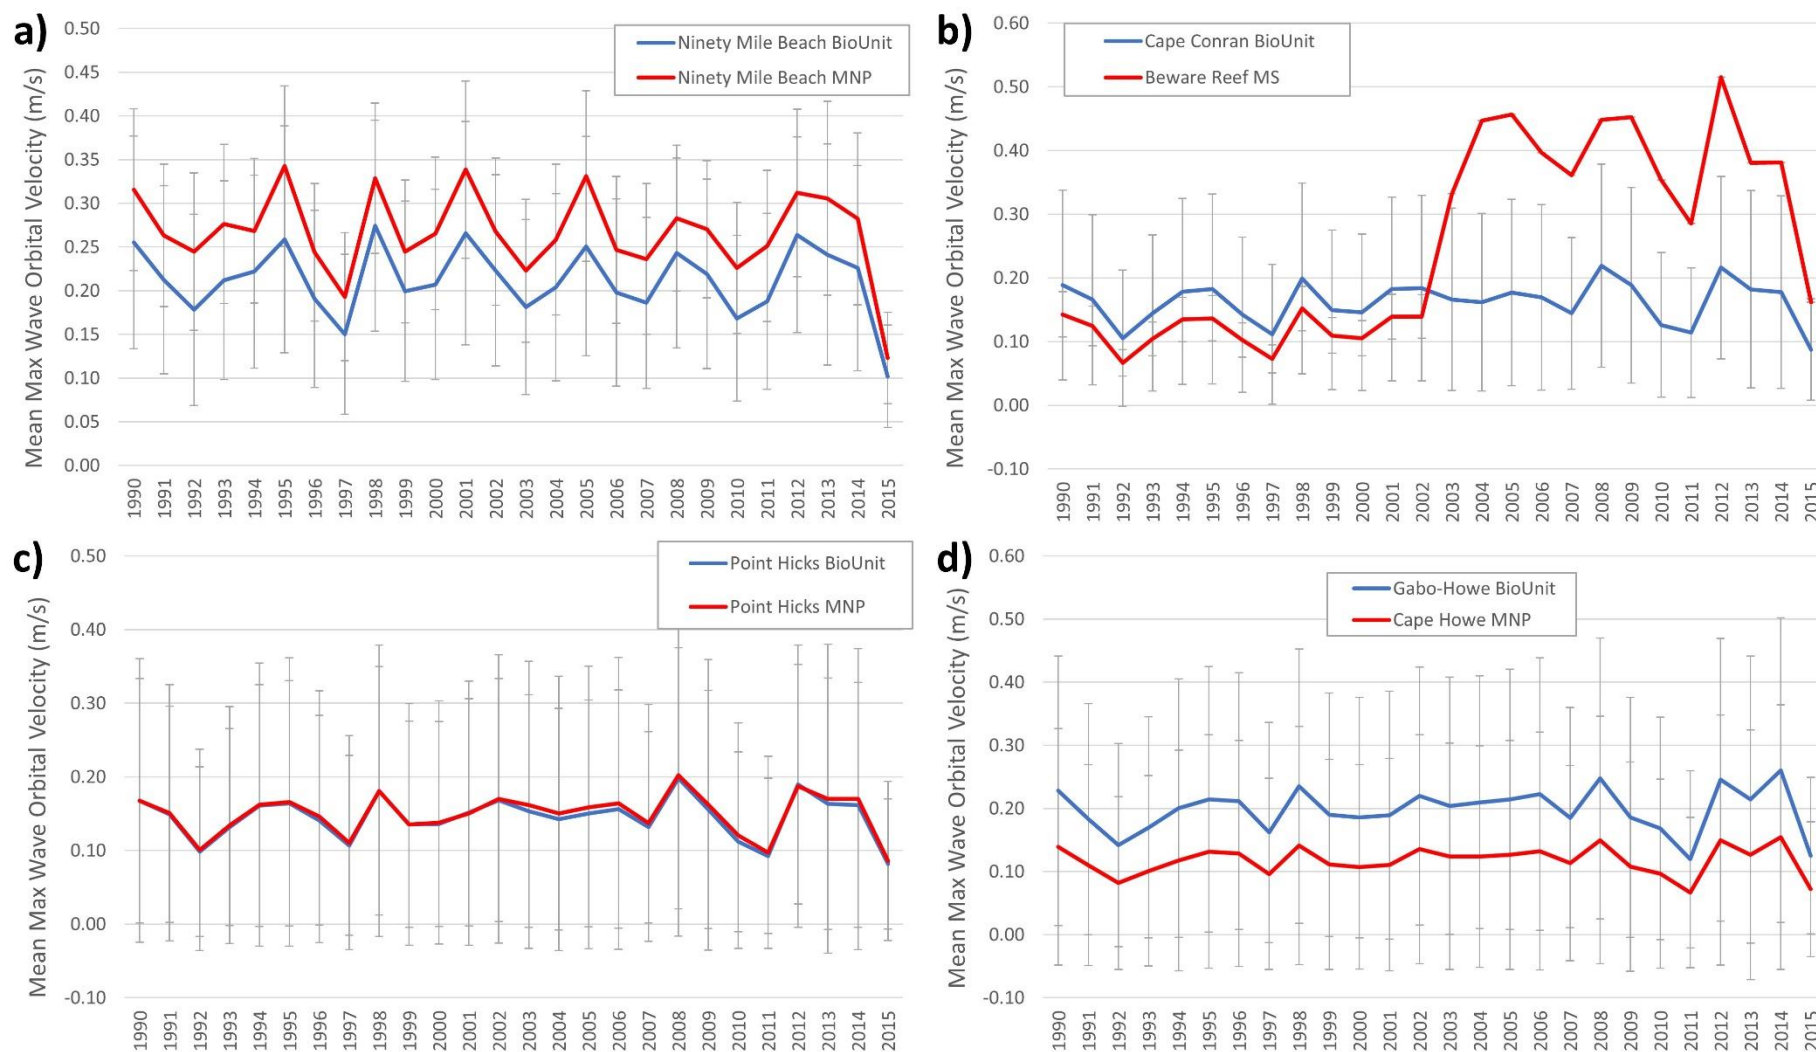 a)
Mean Max Wave Orbital Velocity (m/s)
0.50
0.45
0.40
0.35
0.30
0.25
0.20
0.15
0.10
0.05
0.00
Ninety Mile Beach BioUnit
Ninety Mile Beach MNP
1990 1991 1992 1993 1994 1995 1996 1997 1998 1999 2000 2001 2002 2003 2004 2005 2006 2007 2008 2009 2010 2011 2012 2013 2014 2015
b)
Mean Max Wave Orbital Velocity (m/s)
0.60
0.50
0.40
0.30
0.20
0.10
0.00
-0.10
Cape Conran BioUnit
Beware Reef MS
1990 1991 1992 1993 1994 1995 1996 1997 1998 1999 2000 2001 2002 2003 2004 2005 2006 2007 2008 2009 2010 2011 2012 2013 2014 2015
c)
Mean Max Wave Orbital Velocity (m/s)
0.50
0.40
0.30
0.20
0.10
0.00
-0.10
Point Hicks BioUnit
Point Hicks MNP
1990 1991 1992 1993 1994 1995 1996 1997 1998 1999 2000 2001 2002 2003 2004 2005 2006 2007 2008 2009 2010 2011 2012 2013 2014 2015
d)
Mean Max Wave Orbital Velocity (m/s)
0.60
0.50
0.40
0.30
0.20
0.10
0.00
-0.10
Gabo-Howe BioUnit
Cape Howe MNP
1990 1991 1992 1993 1994 1995 1996 1997 1998 1999 2000 2001 2002 2003 2004 2005 2006 2007 2008 2009 2010 2011 2012 2013 2014 2015